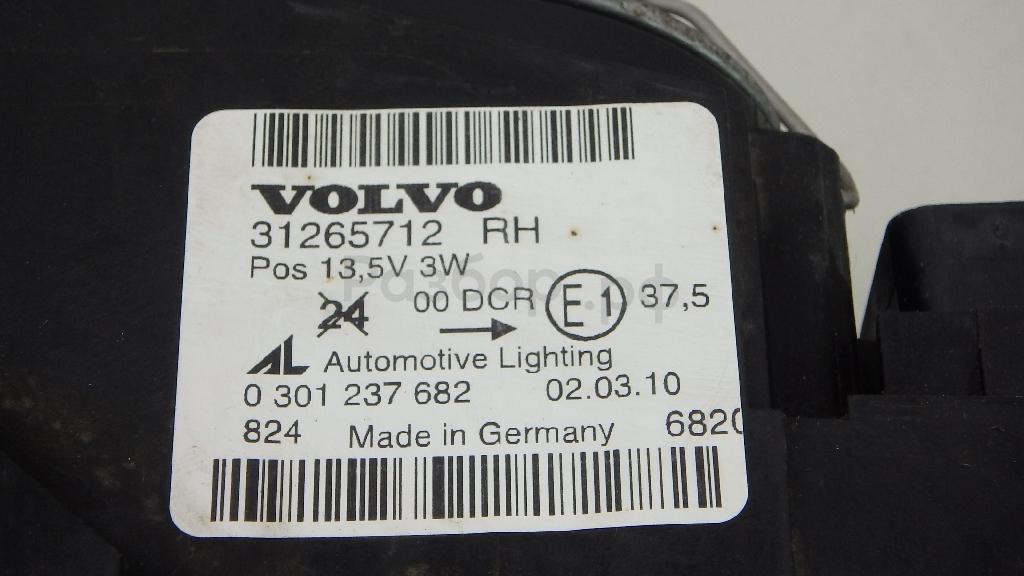 VOLVO
31265712 RH
Pos 13,5V 3W
Разбор.рф
24 00 DCR E1 37,5
AL Automotive Lighting
0 301 237 682 02.03.10
824 Made in Germany 6820